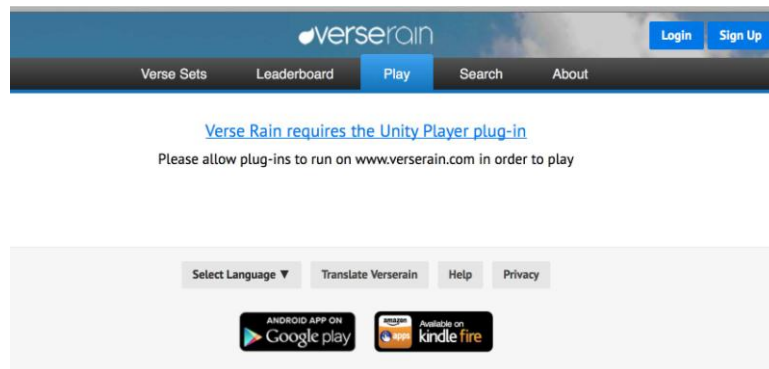 verserain
Login
Sign Up
Verse Sets
Leaderboard
Play
Search
About
Verse Rain requires the Unity Player plug-in
Please allow plug-ins to run on www.verserain.com in order to play
Select Language ▼
Translate Verserain
Help
Privacy
ANDROID APP ON
Google play
amazon
apps
Available on
kindle fire